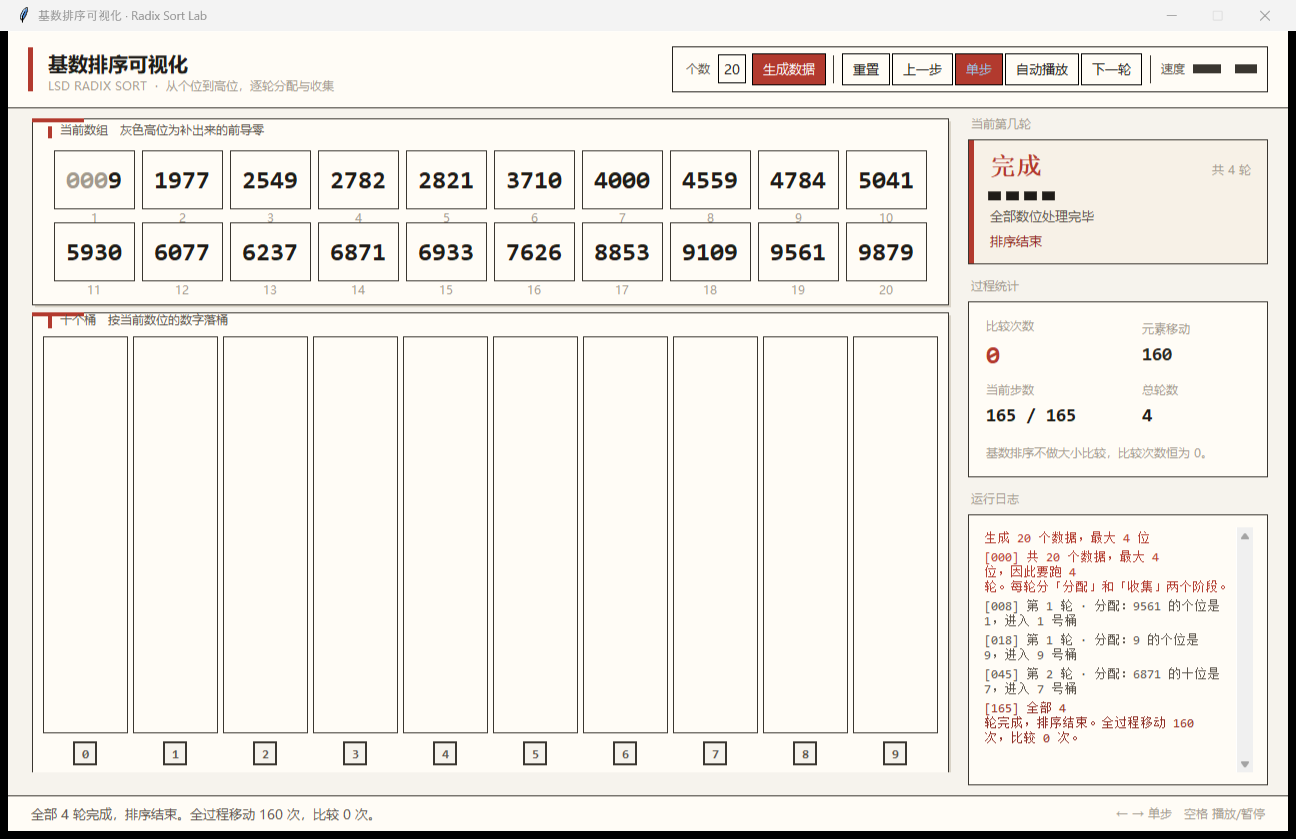 基数排序可视化 · Radix Sort Lab
基数排序可视化
LSD RADIX SORT · 从个位到高位，逐轮分配与收集
个数 20 生成数据 重置 上一步 单步 自动播放 下一轮 速度
当前数组 灰色高位为补出来的前导零
0009 1977 2549 2782 2821 3710 4000 4559 4784 5041
1 2 3 4 5 6 7 8 9 10
5930 6077 6237 6871 6933 7626 8853 9109 9561 9879
11 12 13 14 15 16 17 18 19 20
十个桶 按当前数位的数字落桶
0 1 2 3 4 5 6 7 8 9
当前第几轮
完成 共 4 轮
全部数位处理完毕
排序结束
过程统计
比较次数 元素移动
0 160
当前步数 总轮数
165 / 165 4
基数排序不做大小比较，比较次数恒为 0。
运行日志
生成 20 个数据，最大 4 位
[000] 共 20 个数据，最大 4
位，因此要跑 4
轮。每轮分「分配」和「收集」两个阶段。
[008] 第 1 轮 · 分配：9561 的个位是
1，进入 1 号桶
[018] 第 1 轮 · 分配：9 的个位是
9，进入 9 号桶
[045] 第 2 轮 · 分配：6871 的十位是
7，进入 7 号桶
[165] 全部 4
轮完成，排序结束。全过程移动 160
次，比较 0 次。
全部 4 轮完成，排序结束。全过程移动 160 次，比较 0 次。
← → 单步 空格 播放/暂停